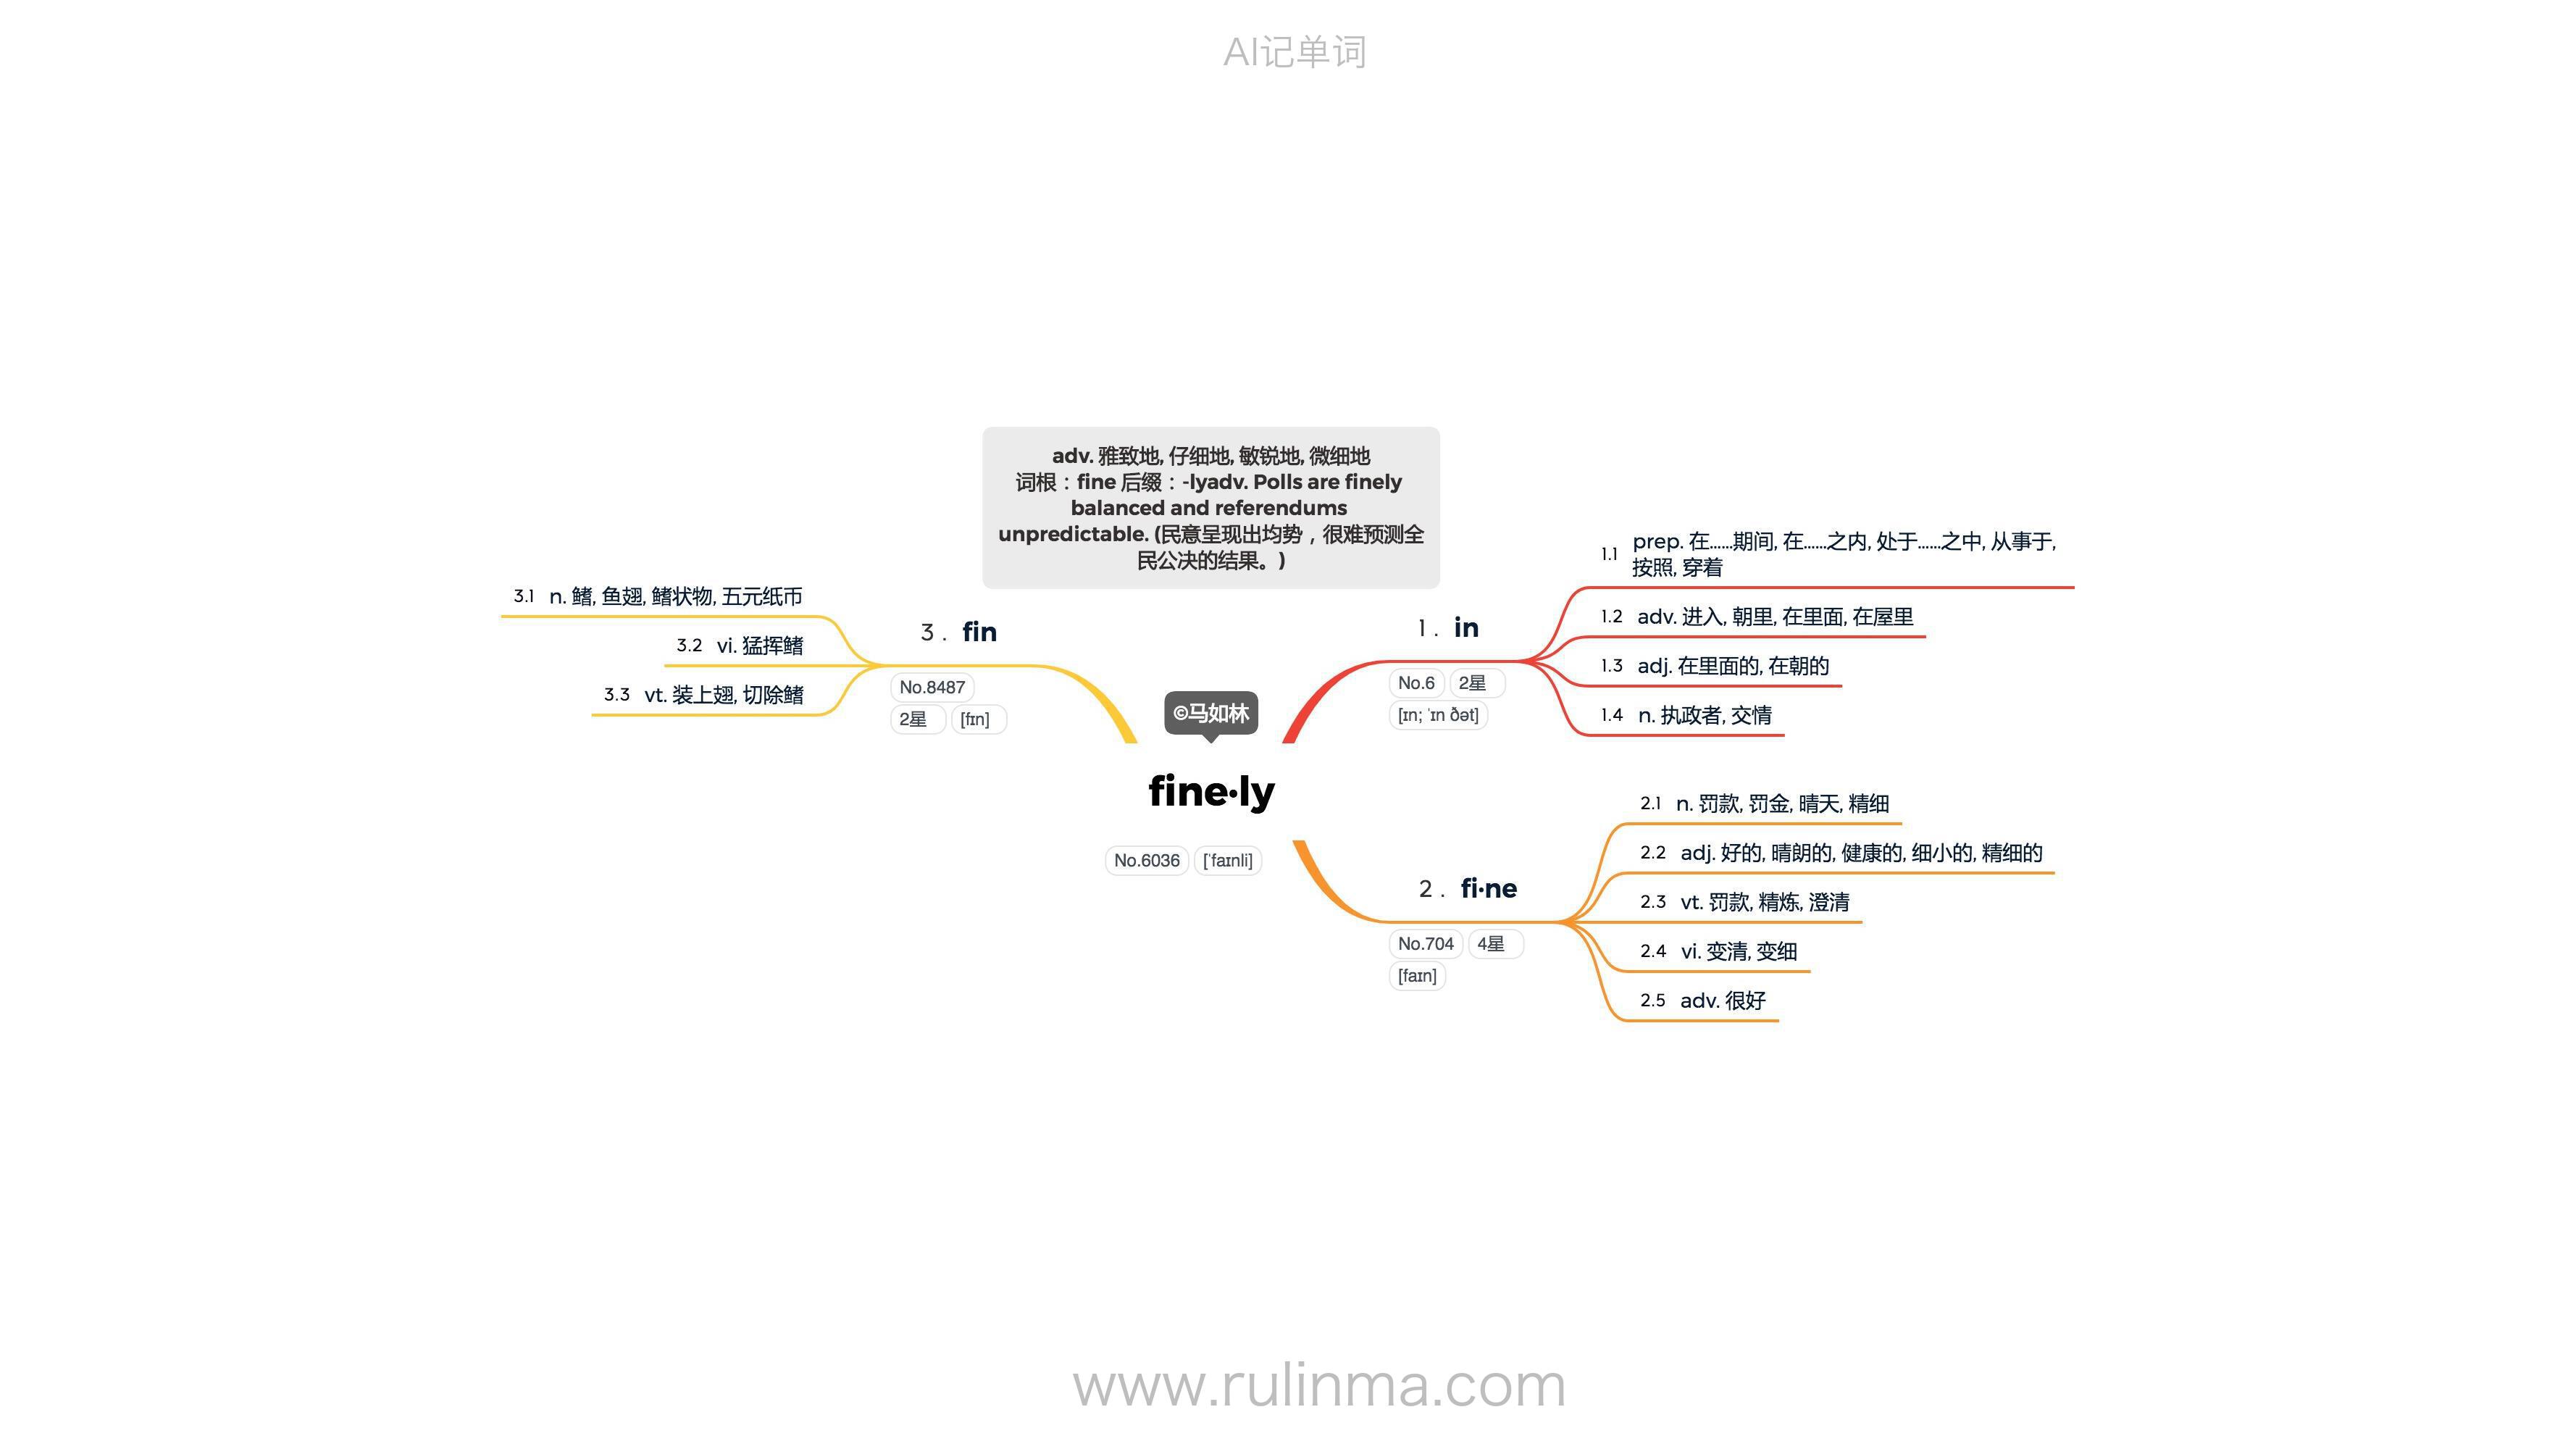 AI记单词
adv. 雅致地, 仔细地, 敏锐地, 微细地
词根：fine 后缀：-lyadv. Polls are finely
balanced and referendums
unpredictable. (民意呈现出均势，很难预测全
民公决的结果。)
©马如林
fine·ly
No.6036 [ˈfaɪnli]
1. in
No.6 2星
[ɪn; ˈɪn ðət]
1.1 prep. 在……期间, 在……之内, 处于……之中, 从事于,
按照, 穿着
1.2 adv. 进入, 朝里, 在里面, 在屋里
1.3 adj. 在里面的, 在朝的
1.4 n. 执政者, 交情
2. fi·ne
No.704 4星
[faɪn]
2.1 n. 罚款, 罚金, 晴天, 精细
2.2 adj. 好的, 晴朗的, 健康的, 细小的, 精细的
2.3 vt. 罚款, 精炼, 澄清
2.4 vi. 变清, 变细
2.5 adv. 很好
3. fin
No.8487
2星 [fɪn]
3.1 n. 鳍, 鱼翅, 鳍状物, 五元纸币
3.2 vi. 猛挥鳍
3.3 vt. 装上翅, 切除鳍
www.rulinma.com